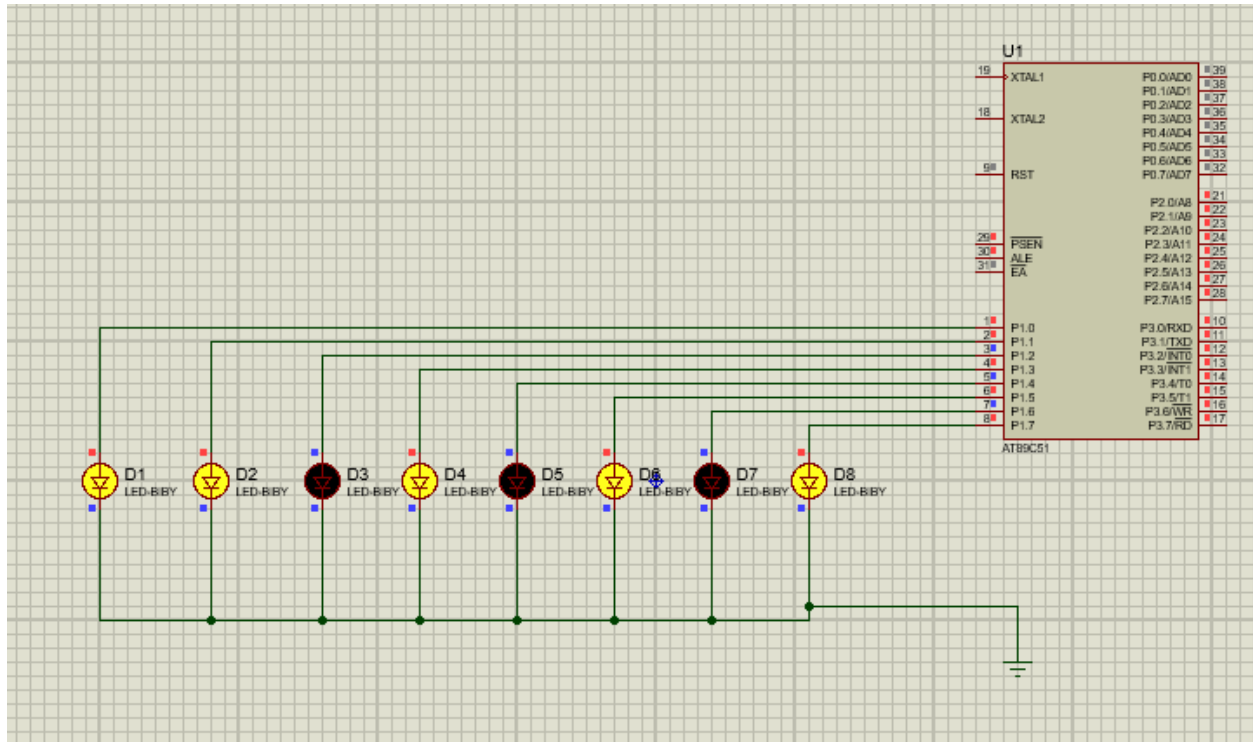 U1
19 XTAL1
18 XTAL2
9 RST
29 PSEN
30 ALE
31 EA
1 P1.0
2 P1.1
3 P1.2
4 P1.3
5 P1.4
6 P1.5
7 P1.6
8 P1.7
P0.0/AD0 39
P0.1/AD1 38
P0.2/AD2 37
P0.3/AD3 36
P0.4/AD4 35
P0.5/AD5 34
P0.6/AD6 33
P0.7/AD7 32
P2.0/A8 21
P2.1/A9 22
P2.2/A10 23
P2.3/A11 24
P2.4/A12 25
P2.5/A13 26
P2.6/A14 27
P2.7/A15 28
P3.0/RXD 10
P3.1/TXD 11
P3.2/INT0 12
P3.3/INT1 13
P3.4/T0 14
P3.5/T1 15
P3.6/WR 16
P3.7/RD 17
AT89C51
D1
LED-BIBY
D2
LED-BIBY
D3
LED-BIBY
D4
LED-BIBY
D5
LED-BIBY
D6
LED-BIBY
D7
LED-BIBY
D8
LED-BIBY